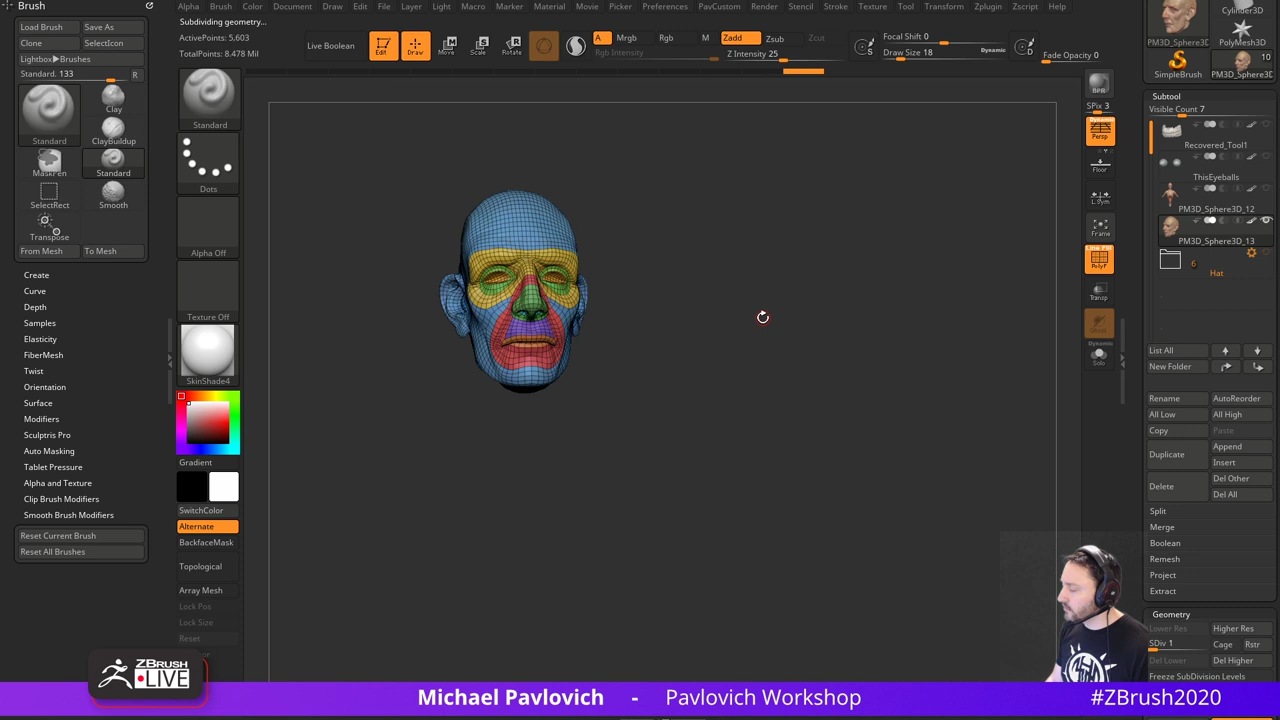 Brush
Alpha Brush Color Document Draw Edit File Layer Light Macro Marker Material Movie Picker Preferences PavCustom Render Stencil Stroke Texture Tool Transform Zplugin Zscript Help
Subdividing geometry...
ActivePoints: 5,603
TotalPoints: 8.478 mil
Live Boolean
Edit
Draw
Move
Scale
Rotate
A
Mrgb
Rgb
M
Zadd
Zsub
Zcut
Rgb Intensity
Z Intensity 25
Focal Shift 0
Draw Size 18
Dynamic
S
D
Fade Opacity 0
Load Brush
Save As
Clone
SelectIcon
Lightbox▶Brushes
Standard. 133
R
Standard
Clay
ClayBuildup
MaskPen
Standard
SelectRect
Smooth
Transpose
From Mesh
To Mesh
Create
Curve
Depth
Samples
Elasticity
FiberMesh
Twist
Orientation
Surface
Modifiers
Sculptris Pro
Auto Masking
Tablet Pressure
Alpha and Texture
Clip Brush Modifiers
Smooth Brush Modifiers
Reset Current Brush
Reset All Brushes
Standard
Dots
Alpha Off
Texture Off
SkinShade4
Gradient
SwitchColor
Alternate
BackfaceMask
Topological
Array Mesh
Lock Pos
Lock Size
Reset
BPR
SPix 3
Dynamic
Persp
Floor
L.Sym
Frame
Line Fill
PolyF
Transp
Ghost
Dynamic
Solo
PM3D_Sphere3D
Cylinder3D
PolyMesh3D
SimpleBrush
10
PM3D_Sphere3D
Subtool
Visible Count 7
Recovered_Tool1
ThisEyeballs
PM3D_Sphere3D_12
PM3D_Sphere3D_13
6
Hat
List All
New Folder
Rename
AutoReorder
All Low
All High
Copy
Paste
Duplicate
Append
Insert
Delete
Del Other
Del All
Split
Merge
Boolean
Remesh
Project
Extract
Geometry
Lower Res
Higher Res
SDiv 1
Cage
Rstr
Del Lower
Del Higher
Freeze SubDivision Levels
ZBRUSH
LIVE
Michael Pavlovich - Pavlovich Workshop
#ZBrush2020